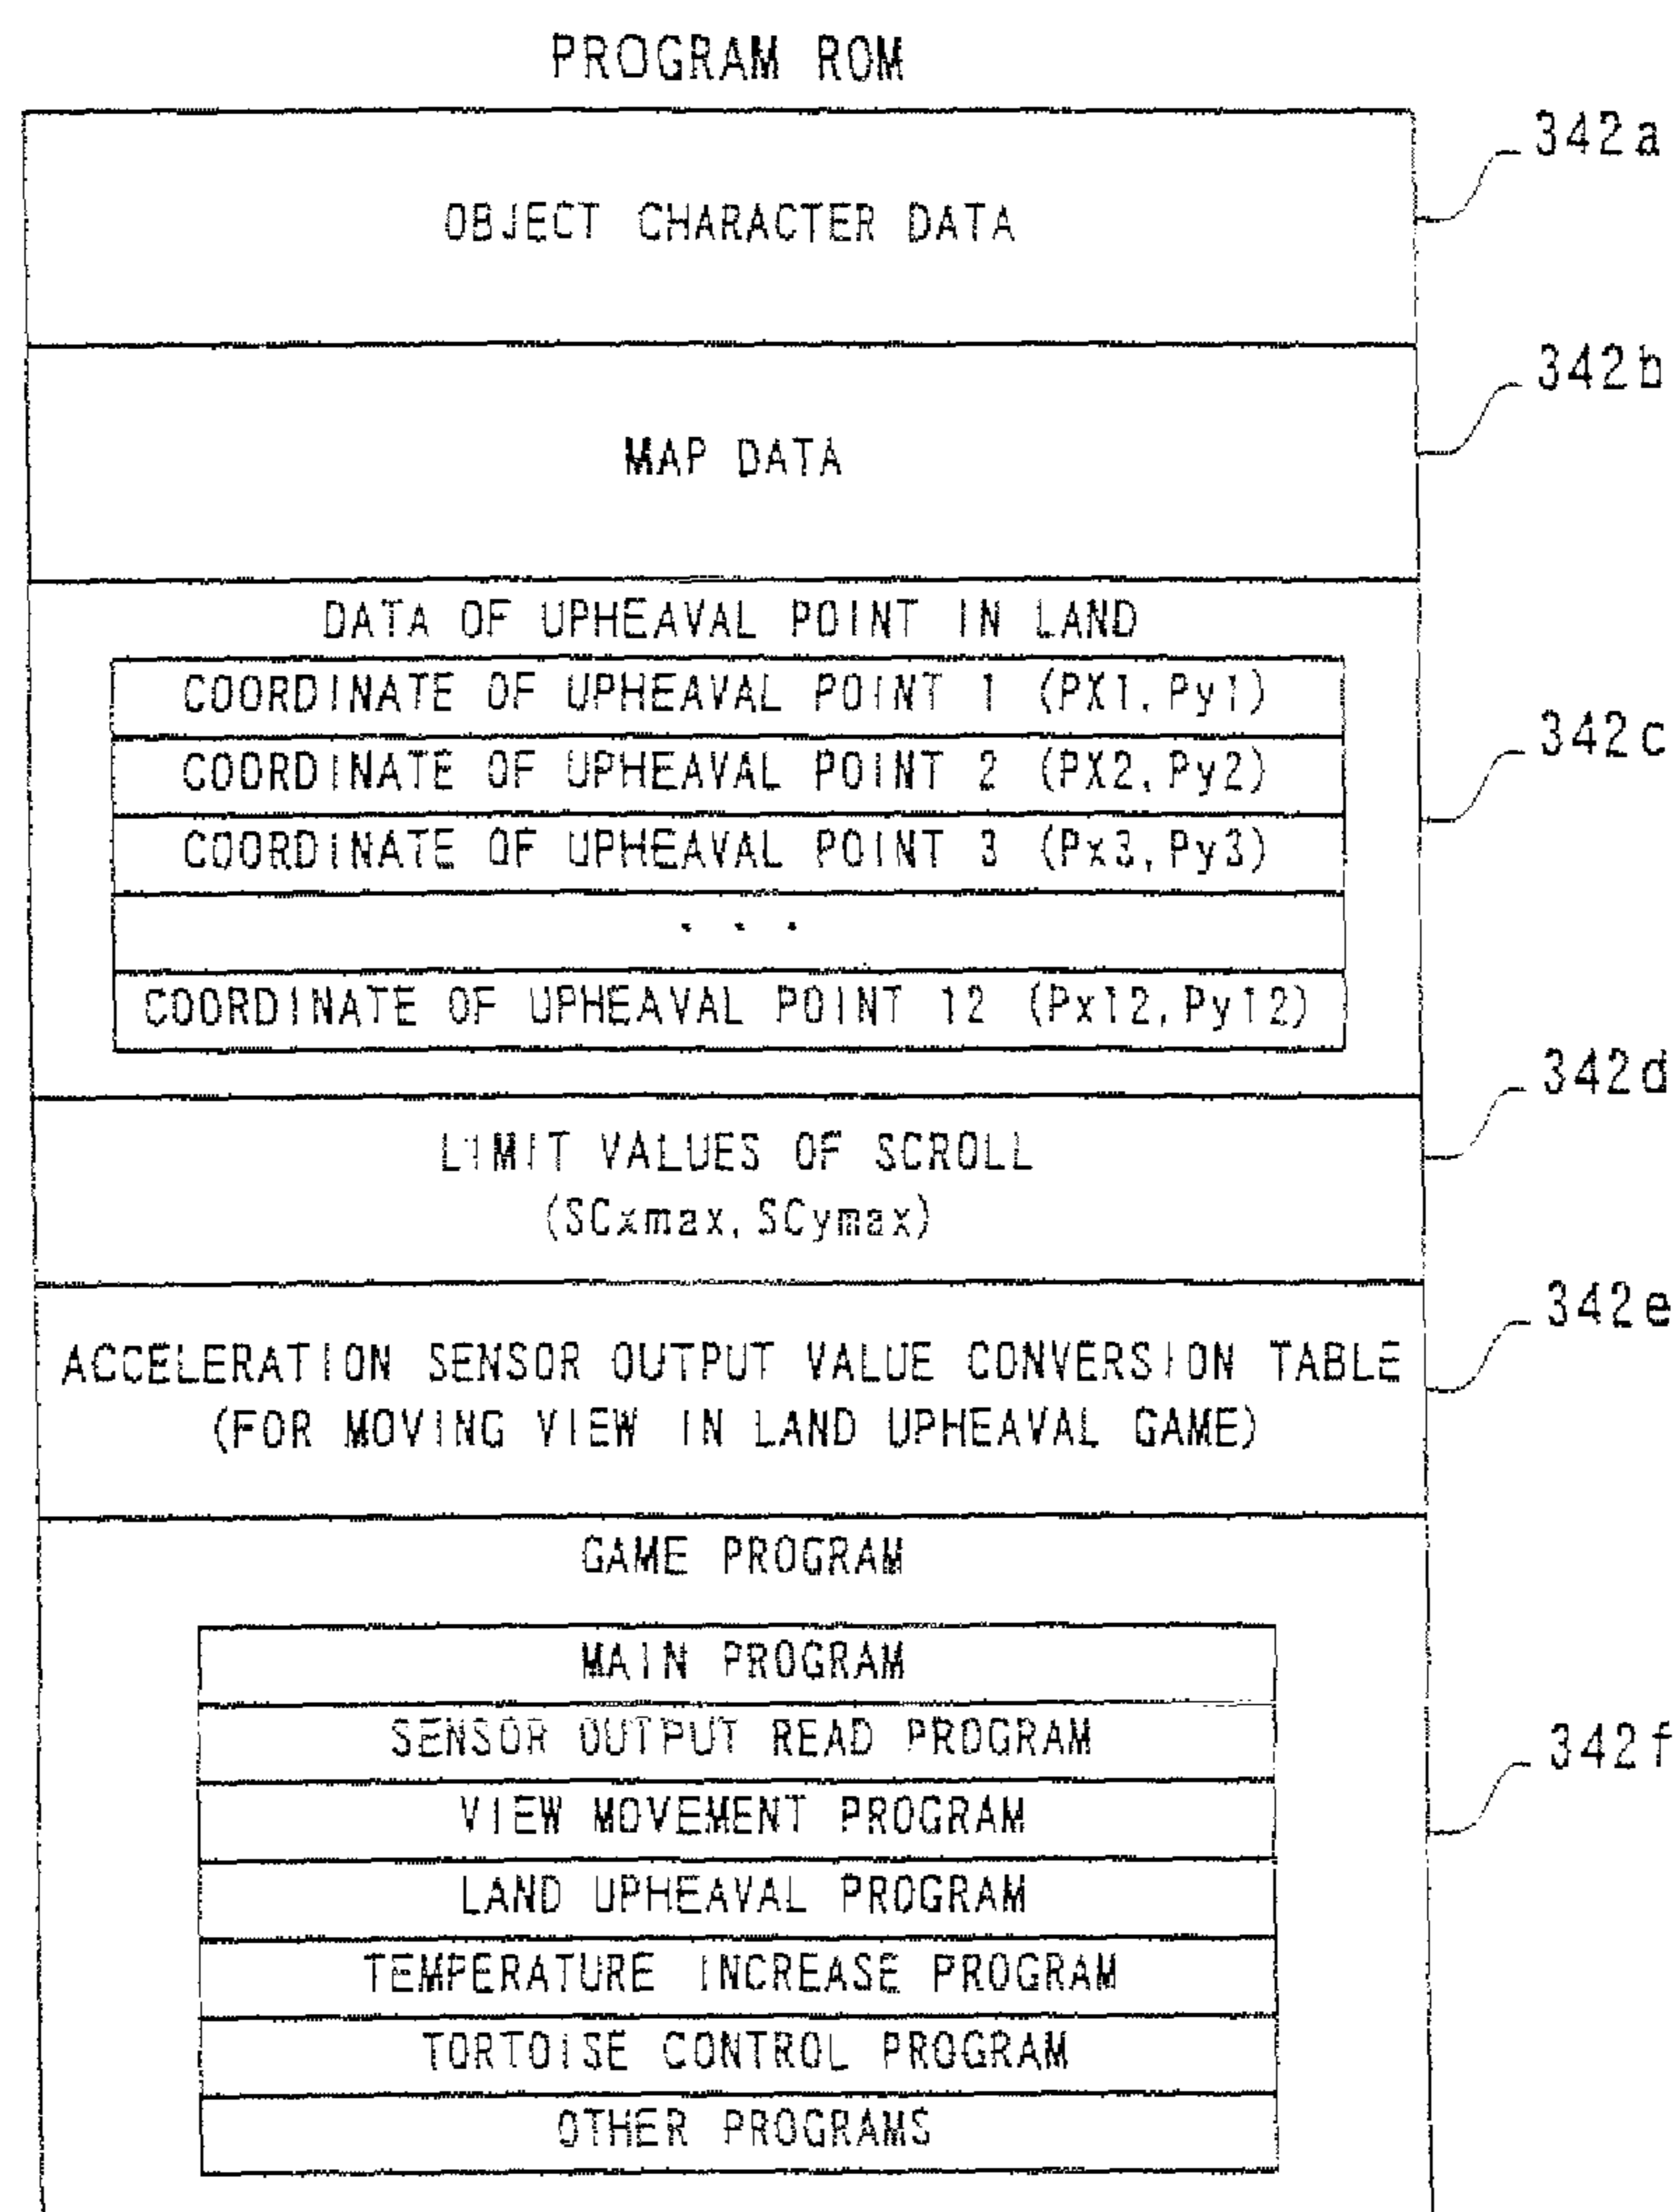 PROGRAM ROM
342a
OBJECT CHARACTER DATA
342b
MAP DATA
DATA OF UPHEAVAL POINT IN LAND
COORDINATE OF UPHEAVAL POINT 1 (PX1, Py1)
342c
COORDINATE OF UPHEAVAL POINT 2 (PX2, Py2)
COORDINATE OF UPHEAVAL POINT 3 (Px3, Py3)
. . .
COORDINATE OF UPHEAVAL POINT 12 (Px12, Py12)
342d
LIMIT VALUES OF SCROLL
(SCxmax, SCymax)
342e
ACCELERATION SENSOR OUTPUT VALUE CONVERSION TABLE
(FOR MOVING VIEW IN LAND UPHEAVAL GAME)
GAME PROGRAM
MAIN PROGRAM
SENSOR OUTPUT READ PROGRAM
342f
VIEW MOVEMENT PROGRAM
LAND UPHEAVAL PROGRAM
TEMPERATURE INCREASE PROGRAM
TORTOISE CONTROL PROGRAM
OTHER PROGRAMS